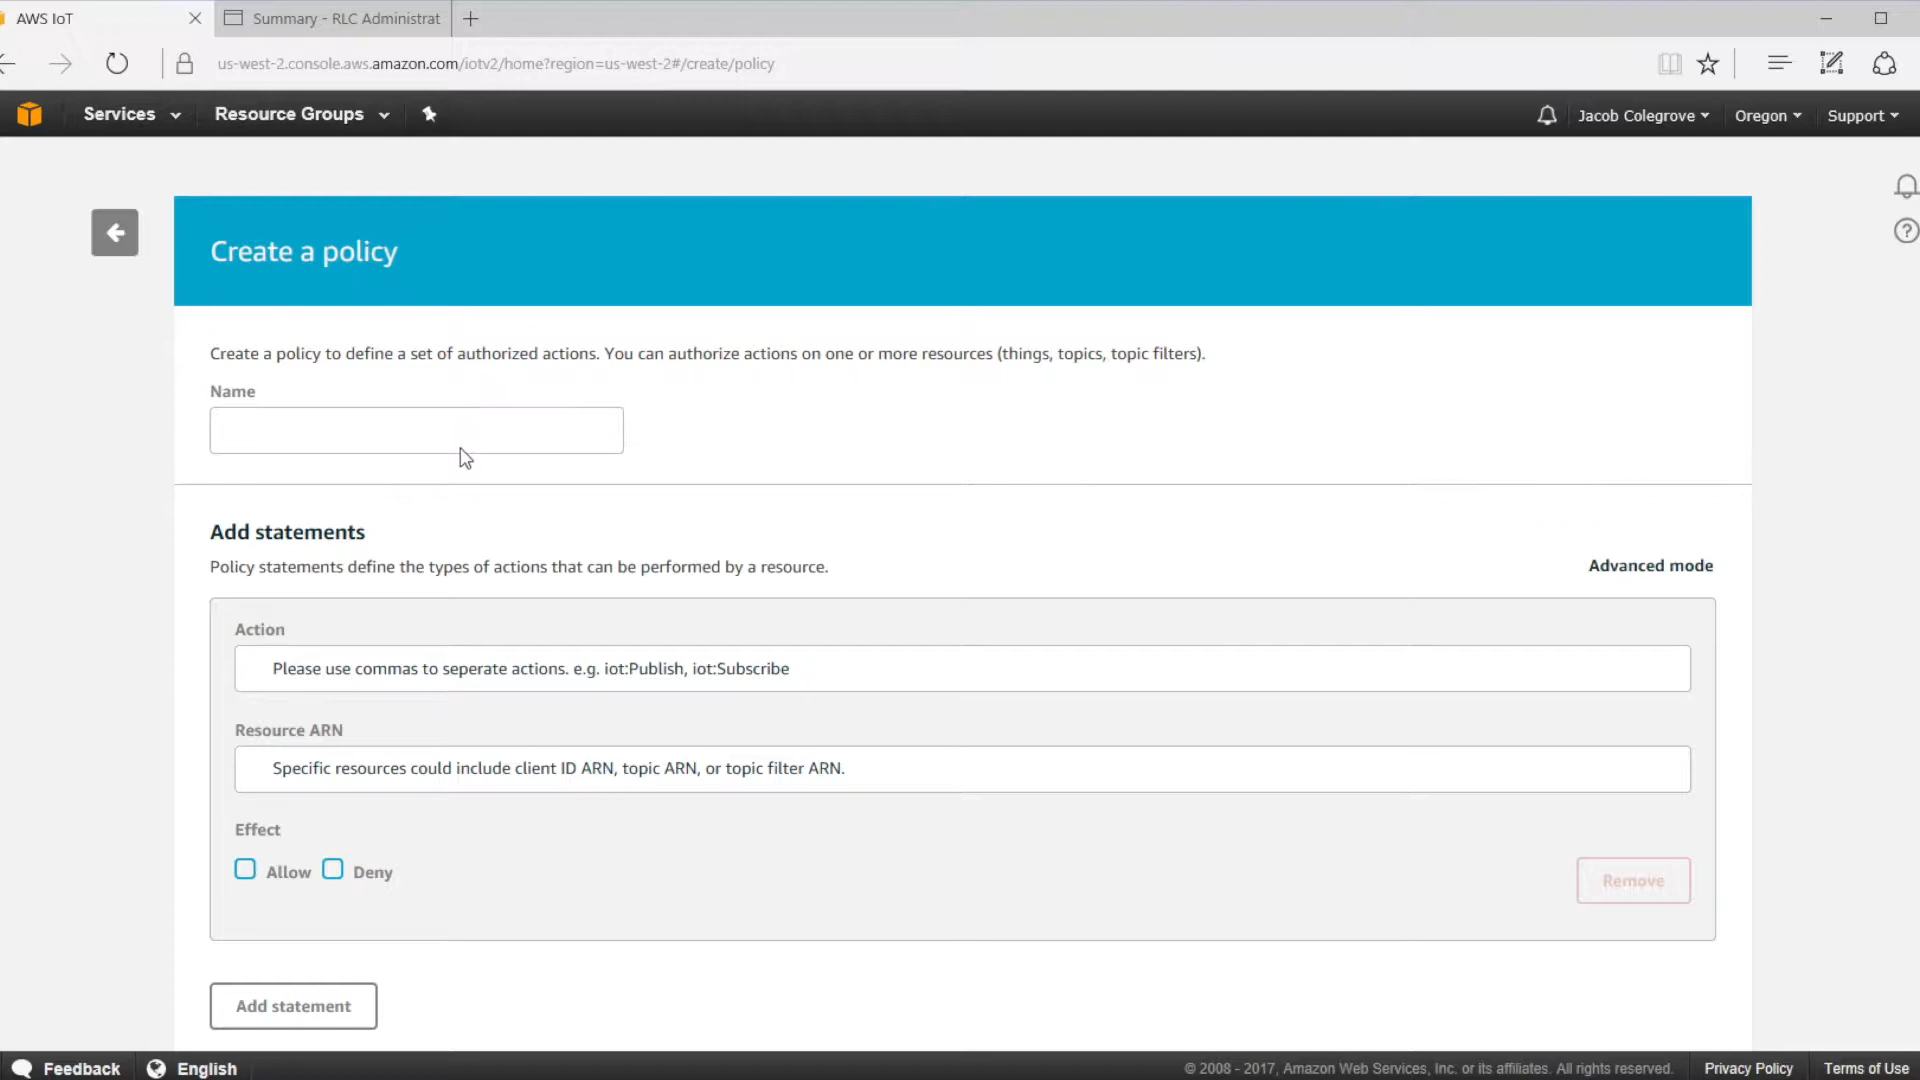 AWS IoT
Summary - RLC Administrat
us-west-2.console.aws.amazon.com/iotv2/home?region=us-west-2#/create/policy
Services Resource Groups Jacob Colegrove Oregon Support
Create a policy
Create a policy to define a set of authorized actions. You can authorize actions on one or more resources (things, topics, topic filters).
Name
Add statements
Policy statements define the types of actions that can be performed by a resource.
Advanced mode
Action
Please use commas to seperate actions. e.g. iot:Publish, iot:Subscribe
Resource ARN
Specific resources could include client ID ARN, topic ARN, or topic filter ARN.
Effect
Allow Deny
Remove
Add statement
Feedback English © 2008 - 2017, Amazon Web Services, Inc. or its affiliates. All rights reserved. Privacy Policy Terms of Use